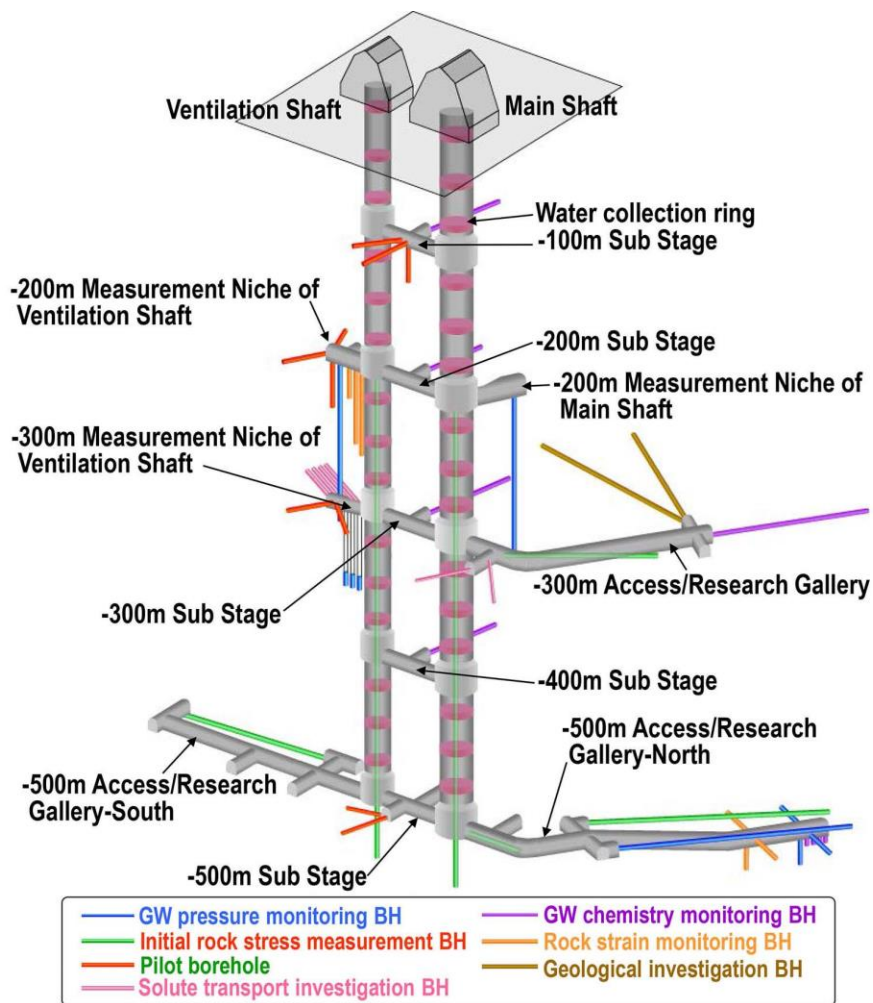 Ventilation Shaft
Main Shaft
Water collection ring
-100m Sub Stage
-200m Measurement Niche of
Ventilation Shaft
-200m Sub Stage
-200m Measurement Niche of
Main Shaft
-300m Measurement Niche of
Ventilation Shaft
-300m Access/Research Gallery
-300m Sub Stage
-400m Sub Stage
-500m Access/Research
Gallery-North
-500m Access/Research
Gallery-South
-500m Sub Stage
GW pressure monitoring BH
GW chemistry monitoring BH
Initial rock stress measurement BH
Rock strain monitoring BH
Pilot borehole
Geological investigation BH
Solute transport investigation BH